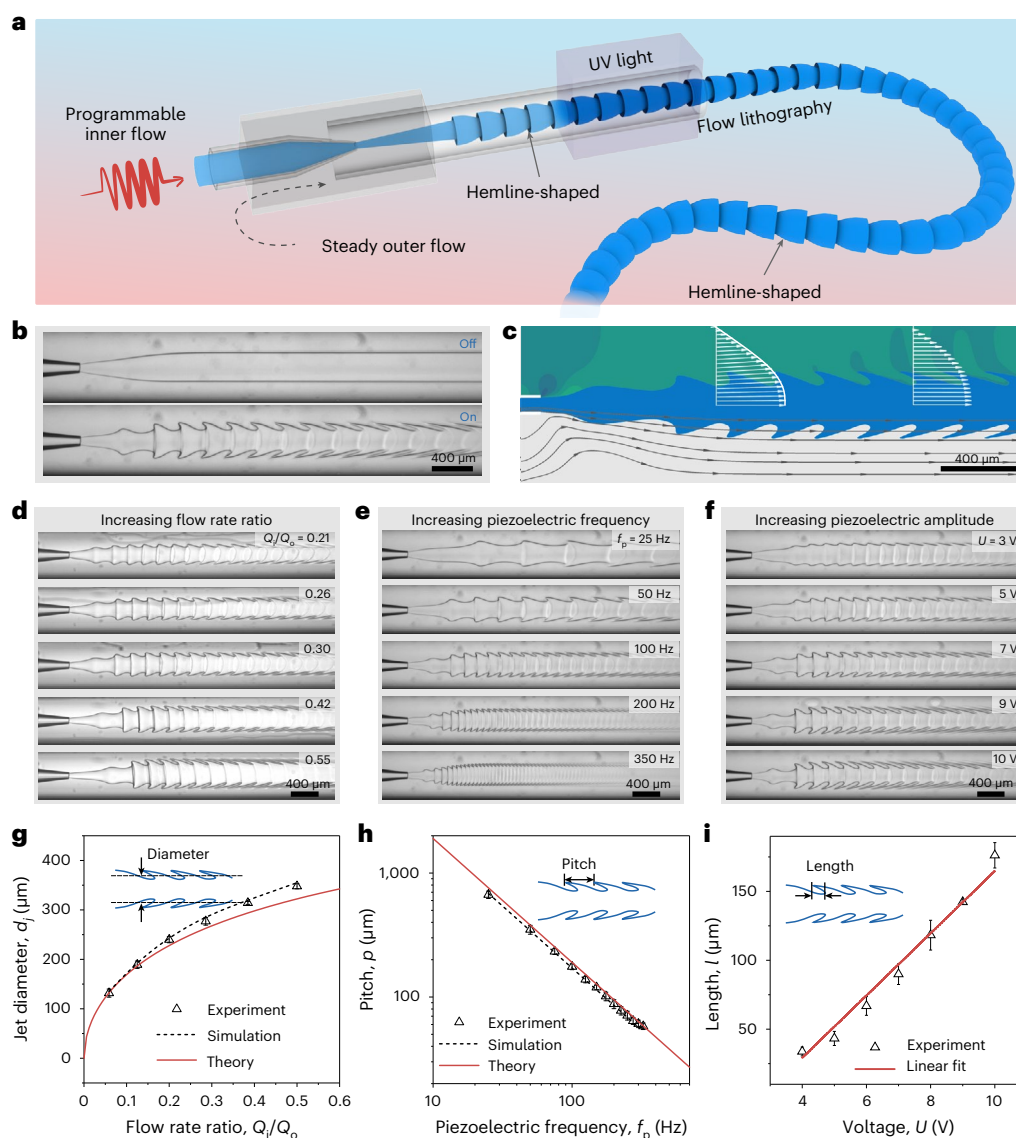 a
UV light
Programmable
inner flow
Flow lithography
Hemline-shaped
Steady outer flow
Hemline-shaped
b
Off
On
400 µm
c
400 µm
d
Increasing flow rate ratio
Qi/Qo = 0.21
0.26
0.30
0.42
0.55
400 µm
e
Increasing piezoelectric frequency
fp = 25 Hz
50 Hz
100 Hz
200 Hz
350 Hz
400 µm
f
Increasing piezoelectric amplitude
U = 3 V
5 V
7 V
9 V
10 V
400 µm
g
Jet diameter, dj (µm)
400
300
200
100
0
Diameter
Experiment
Simulation
Theory
0 0.1 0.2 0.3 0.4 0.5 0.6
Flow rate ratio, Qi/Qo
h
Pitch, p (µm)
1,000
100
Pitch
Experiment
Simulation
Theory
10 100
Piezoelectric frequency, fp (Hz)
i
Length, l (µm)
150
100
50
Length
Experiment
Linear fit
4 6 8 10
Voltage, U (V)